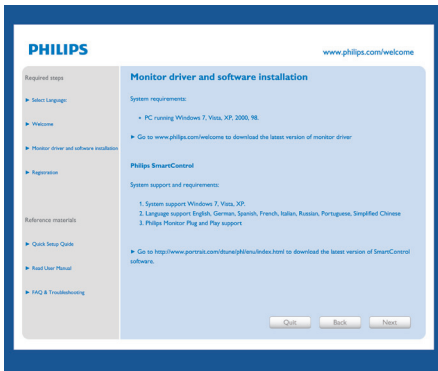 PHILIPS
www.philips.com/welcome
Required steps
► Select Language:
► Welcome
► Monitor driver and software installation
► Registration
Reference materials
► Quick Setup Guide
► Read User Manual
► FAQ & Troubleshooting
Monitor driver and software installation
System requirements:
• PC running Windows 7, Vista, XP, 2000, 98.
► Go to www.philips.com/welcome to download the latest version of monitor driver
Philips SmartControl
System support and requirements:
1. System support Windows 7, Vista, XP.
2. Language support English, German, Spanish, French, Italian, Russian, Portuguese, Simplified Chinese
3. Philips Monitor Plug and Play support
► Go to http://www.portrait.com/dtune/phl/enu/index.html to download the latest version of SmartControl
software.
Quit
Back
Next